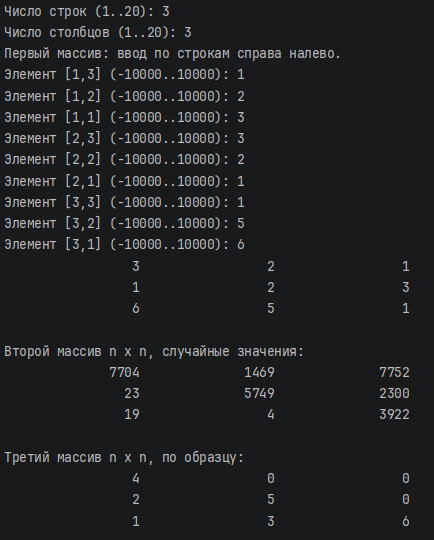 Число строк (1..20): 3
Число столбцов (1..20): 3
Первый массив: ввод по строкам справа налево.
Элемент [1,3] (-10000..10000): 1
Элемент [1,2] (-10000..10000): 2
Элемент [1,1] (-10000..10000): 3
Элемент [2,3] (-10000..10000): 3
Элемент [2,2] (-10000..10000): 2
Элемент [2,1] (-10000..10000): 1
Элемент [3,3] (-10000..10000): 1
Элемент [3,2] (-10000..10000): 5
Элемент [3,1] (-10000..10000): 6
3 2 1
1 2 3
6 5 1
Второй массив n x n, случайные значения:
7704 1469 7752
23 5749 2300
19 4 3922
Третий массив n x n, по образцу:
4 0 0
2 5 0
1 3 6